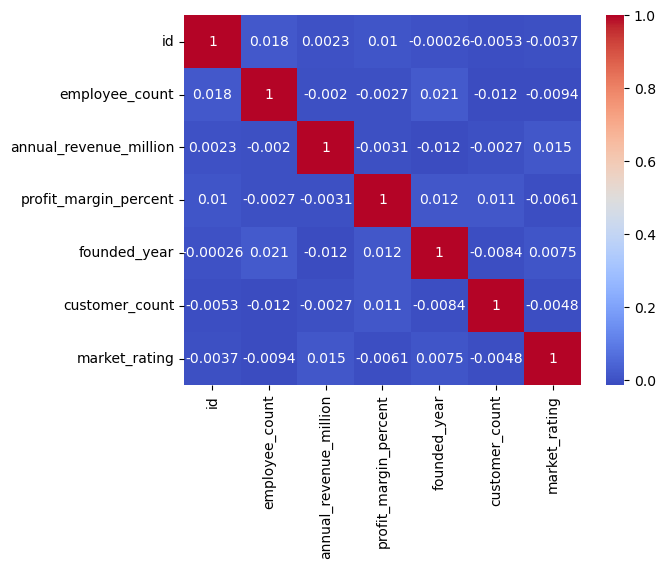 id 1 0.018 0.0023 0.01 -0.00026 -0.0053 -0.0037
employee_count 0.018 1 -0.002 -0.0027 0.021 -0.012 -0.0094
annual_revenue_million 0.0023 -0.002 1 -0.0031 -0.012 -0.0027 0.015
profit_margin_percent 0.01 -0.0027 -0.0031 1 0.012 0.011 -0.0061
founded_year -0.00026 0.021 -0.012 0.012 1 -0.0084 0.0075
customer_count -0.0053 -0.012 -0.0027 0.011 -0.0084 1 -0.0048
market_rating -0.0037 -0.0094 0.015 -0.0061 0.0075 -0.0048 1
id
employee_count
annual_revenue_million
profit_margin_percent
founded_year
customer_count
market_rating
1.0
0.8
0.6
0.4
0.2
0.0